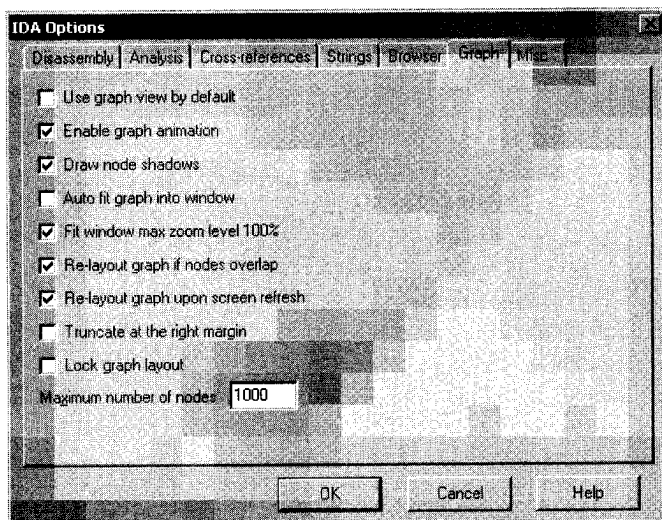 IDA Options
Disassembly Analysis Cross-references Strings Browser Graph Misc
Use graph view by default
Enable graph animation
Draw node shadows
Auto fit graph into window
Fit window max zoom level 100%
Re-layout graph if nodes overlap
Re-layout graph upon screen refresh
Truncate at the right margin
Lock graph layout
Maximum number of nodes 1000
OK Cancel Help